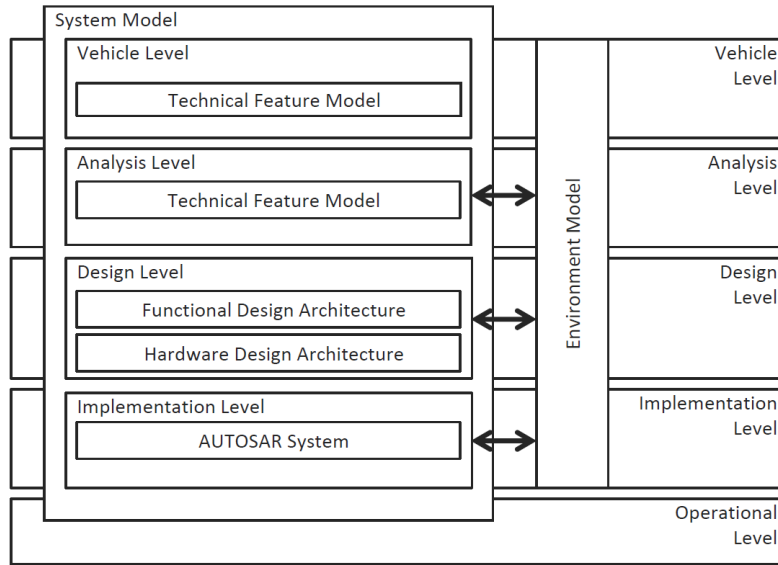 System Model
Vehicle Level
Technical Feature Model
Vehicle
Level
Analysis Level
Technical Feature Model
Analysis
Level
Design Level
Functional Design Architecture
Hardware Design Architecture
Design
Level
Implementation Level
AUTOSAR System
Implementation
Level
Environment Model
Operational
Level